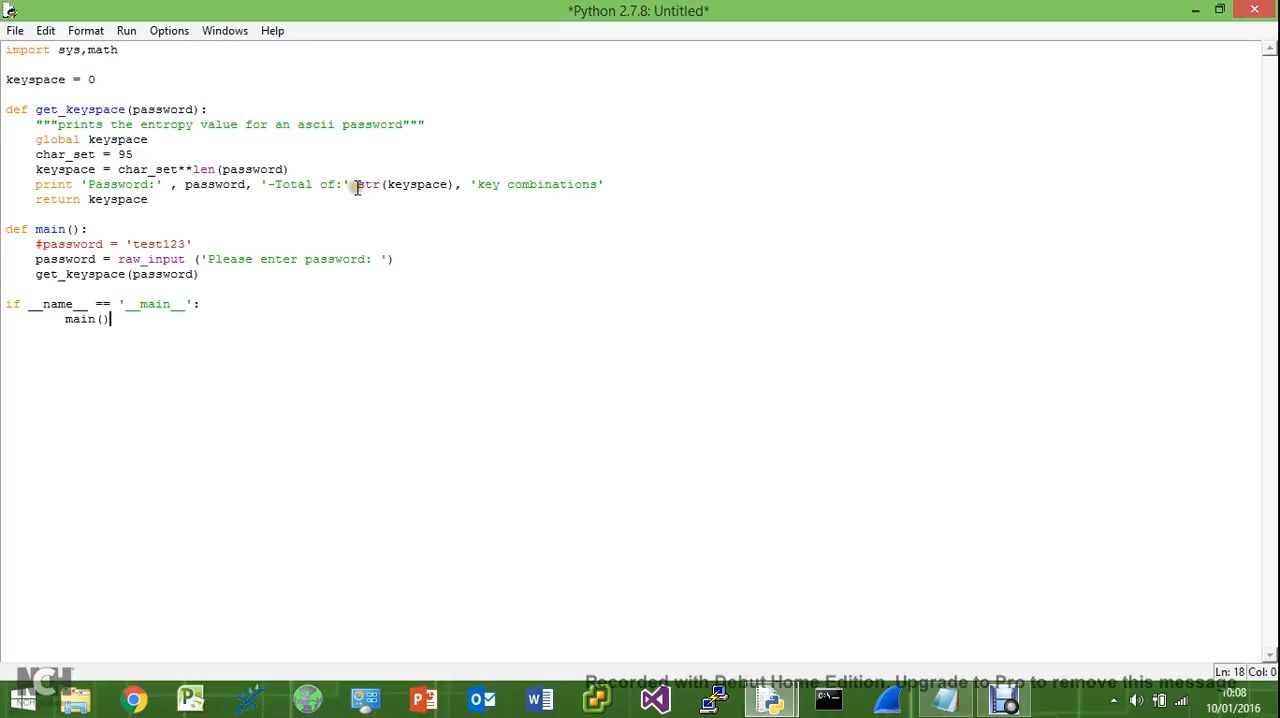 *Python 2.7.8: Untitled*
File Edit Format Run Options Windows Help
import sys,math
keyspace = 0
def get_keyspace(password):
"""prints the entropy value for an ascii password"""
global keyspace
char_set = 95
keyspace = char_set**len(password)
print 'Password:' , password, '-Total of:' str(keyspace), 'key combinations'
return keyspace
def main():
#password = 'test123'
password = raw_input ('Please enter password: ')
get_keyspace(password)
if __name__ == '__main__':
main()
Ln: 18 Col: 0
NCH
Recorded with Debut Home Edition. Upgrade to Pro to remove this message
10:08
10/01/2016